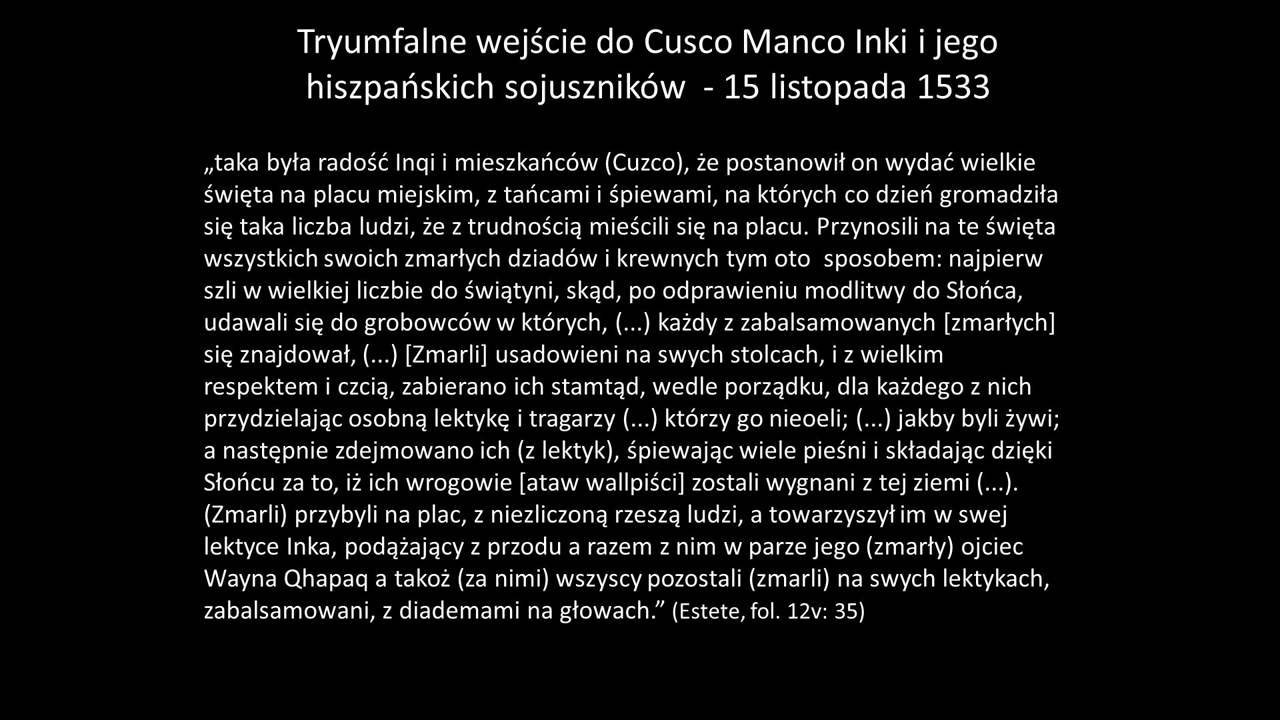 Tryumfalne wejście do Cusco Manco Inki i jego
hiszpańskich sojuszników - 15 listopada 1533
„taka była radość Inqi i mieszkańców (Cuzco), że postanowił on wydać wielkie
święta na placu miejskim, z tańcami i śpiewami, na których co dzień gromadziła
się taka liczba ludzi, że z trudnością mieścili się na placu. Przynosili na te święta
wszystkich swoich zmarłych dziadów i krewnych tym oto sposobem: najpierw
szli w wielkiej liczbie do świątyni, skąd, po odprawieniu modlitwy do Słońca,
udawali się do grobowców w których, (...) każdy z zabalsamowanych [zmarłych]
się znajdował, (...) [Zmarli] usadowieni na swych stolcach, i z wielkim
respektem i czcią, zabierano ich stamtąd, wedle porządku, dla każdego z nich
przydzielając osobną lektykę i tragarzy (...) którzy go nieoeli; (...) jakby byli żywi;
a następnie zdejmowano ich (z lektyk), śpiewając wiele pieśni i składając dzięki
Słońcu za to, iż ich wrogowie [ataw wallpiści] zostali wygnani z tej ziemi (...).
(Zmarli) przybyli na plac, z niezliczoną rzeszą ludzi, a towarzyszył im w swej
lektyce Inka, podążający z przodu a razem z nim w parze jego (zmarły) ojciec
Wayna Qhapaq a takoż (za nimi) wszyscy pozostali (zmarli) na swych lektykach,
zabalsamowani, z diademami na głowach.” (Estete, fol. 12v: 35)